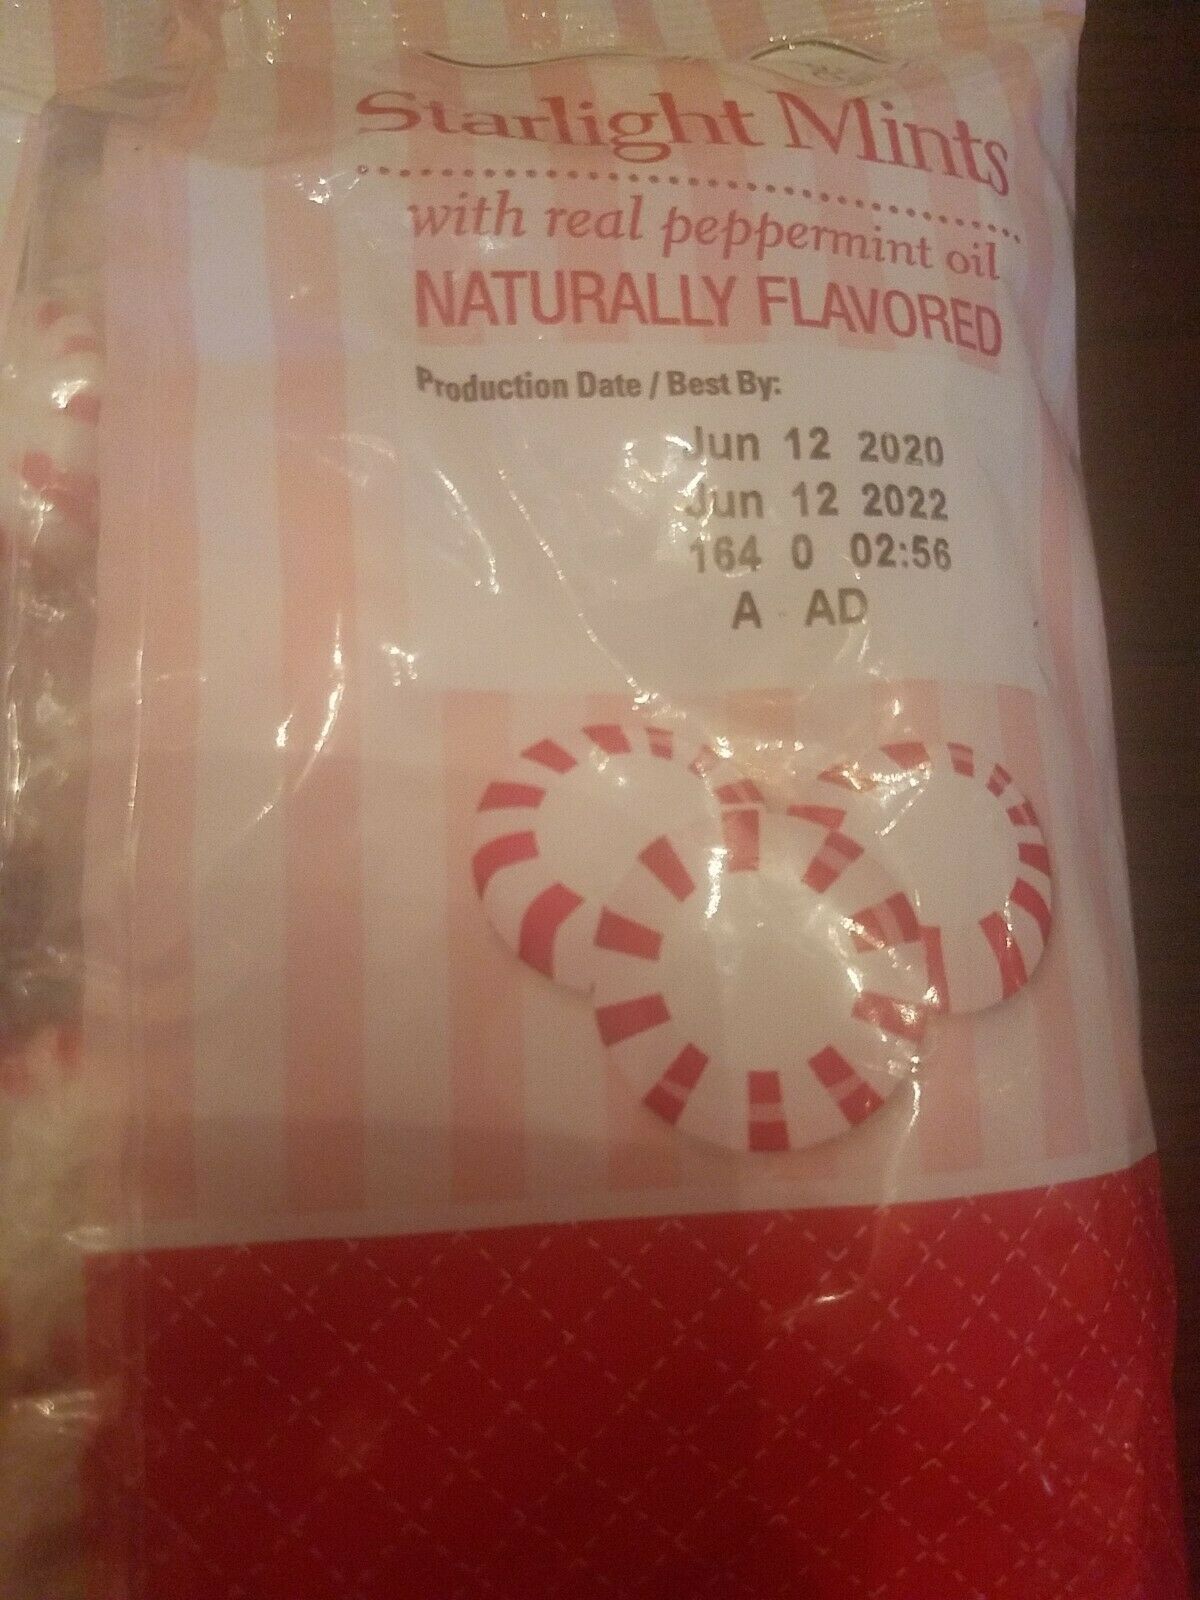 Starlight Mints
with real peppermint oil
NATURALLY FLAVORED
Production Date / Best By:
Jun 12 2020
Jun 12 2022
164 0 02:56
A AD